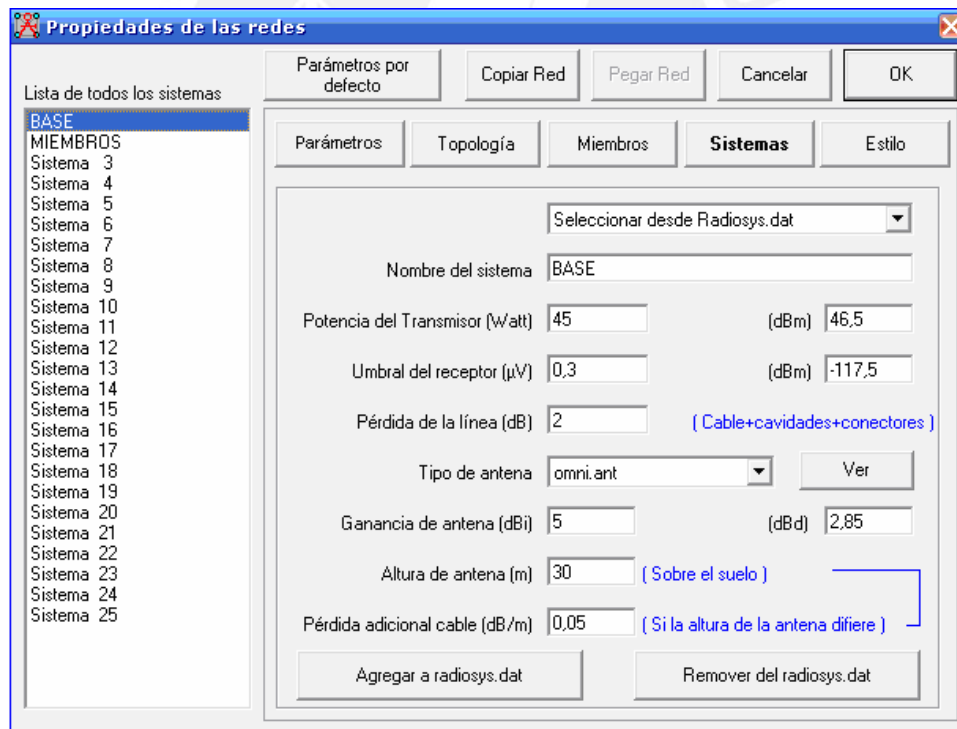 Propiedades de las redes
Parámetros por defecto
Copiar Red
Pegar Red
Cancelar
OK
Lista de todos los sistemas
BASE
MIEMBROS
Sistema 3
Sistema 4
Sistema 5
Sistema 6
Sistema 7
Sistema 8
Sistema 9
Sistema 10
Sistema 11
Sistema 12
Sistema 13
Sistema 14
Sistema 15
Sistema 16
Sistema 17
Sistema 18
Sistema 19
Sistema 20
Sistema 21
Sistema 22
Sistema 23
Sistema 24
Sistema 25
Parámetros
Topología
Miembros
Sistemas
Estilo
Seleccionar desde Radiosys.dat
Nombre del sistema BASE
Potencia del Transmisor (Watt) 45 (dBm) 46,5
Umbral del receptor (µV) 0,3 (dBm) -117,5
Pérdida de la línea (dB) 2 ( Cable+cavidades+conectores )
Tipo de antena omni.ant Ver
Ganancia de antena (dBi) 5 (dBd) 2,85
Altura de antena (m) 30 ( Sobre el suelo )
Pérdida adicional cable (dB/m) 0,05 ( Si la altura de la antena difiere )
Agregar a radiosys.dat
Remover del radiosys.dat